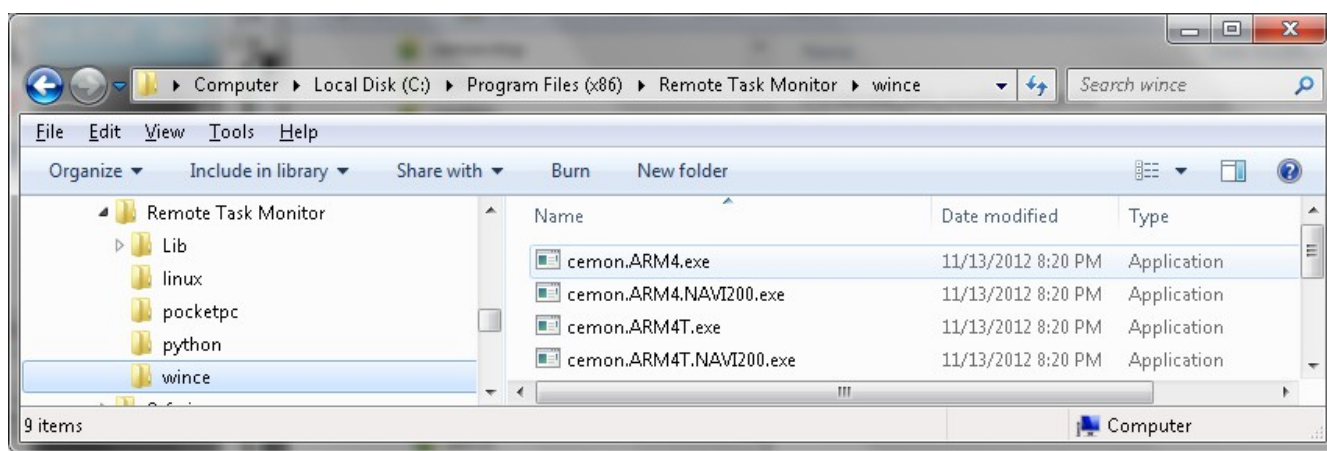 Computer ▸ Local Disk (C:) ▸ Program Files (x86) ▸ Remote Task Monitor ▸ wince
Search wince
File Edit View Tools Help
Organize Include in library Share with Burn New folder
Remote Task Monitor
Lib
linux
pocketpc
python
wince
Name Date modified Type
cemon.ARM4.exe 11/13/2012 8:20 PM Application
cemon.ARM4.NAVI200.exe 11/13/2012 8:20 PM Application
cemon.ARM4T.exe 11/13/2012 8:20 PM Application
cemon.ARM4T.NAVI200.exe 11/13/2012 8:20 PM Application
9 items
Computer